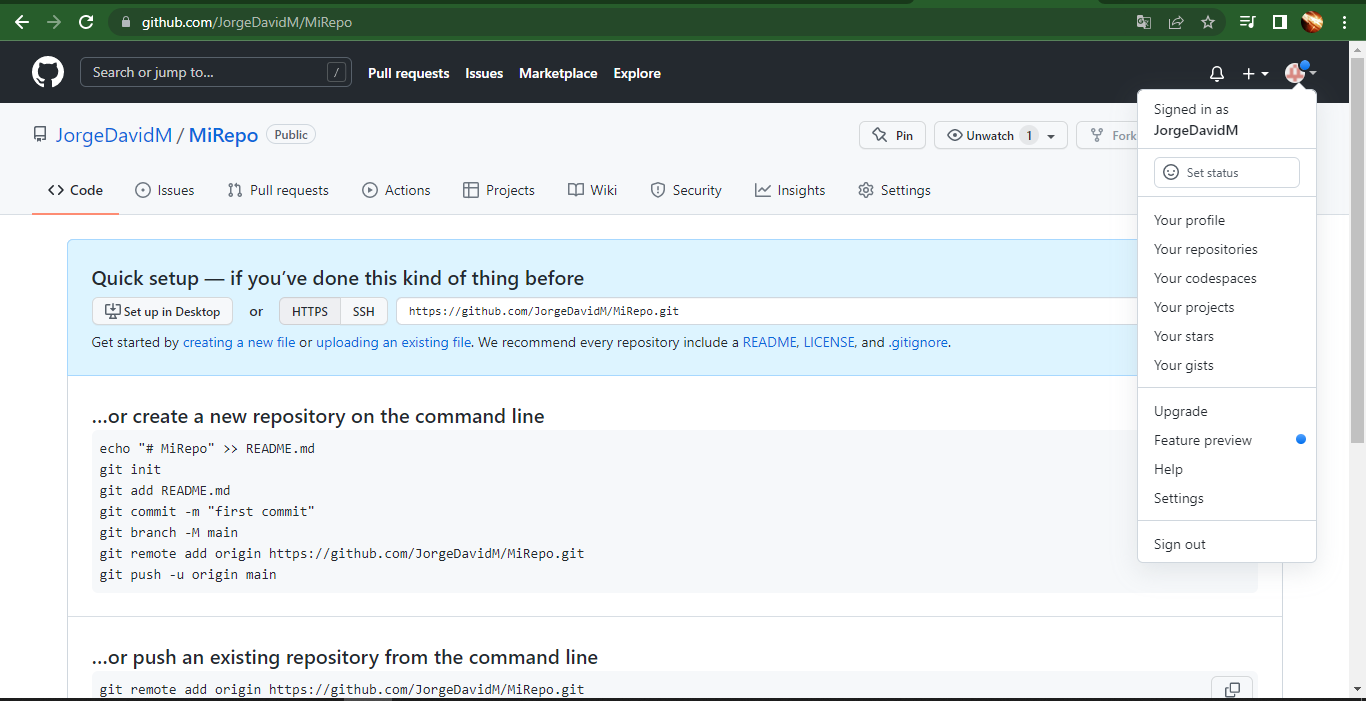 github.com/JorgeDavidM/MiRepo
Search or jump to... /
Pull requests Issues Marketplace Explore
Signed in as
JorgeDavidM
Set status
Your profile
Your repositories
Your codespaces
Your projects
Your stars
Your gists
Upgrade
Feature preview
Help
Settings
Sign out
JorgeDavidM / MiRepo Public
Pin
Unwatch 1
Fork
Code Issues Pull requests Actions Projects Wiki Security Insights Settings
Quick setup — if you’ve done this kind of thing before
Set up in Desktop or HTTPS SSH https://github.com/JorgeDavidM/MiRepo.git
Get started by creating a new file or uploading an existing file. We recommend every repository include a README, LICENSE, and .gitignore.
…or create a new repository on the command line
echo "# MiRepo" >> README.md
git init
git add README.md
git commit -m "first commit"
git branch -M main
git remote add origin https://github.com/JorgeDavidM/MiRepo.git
git push -u origin main
…or push an existing repository from the command line
git remote add origin https://github.com/JorgeDavidM/MiRepo.git